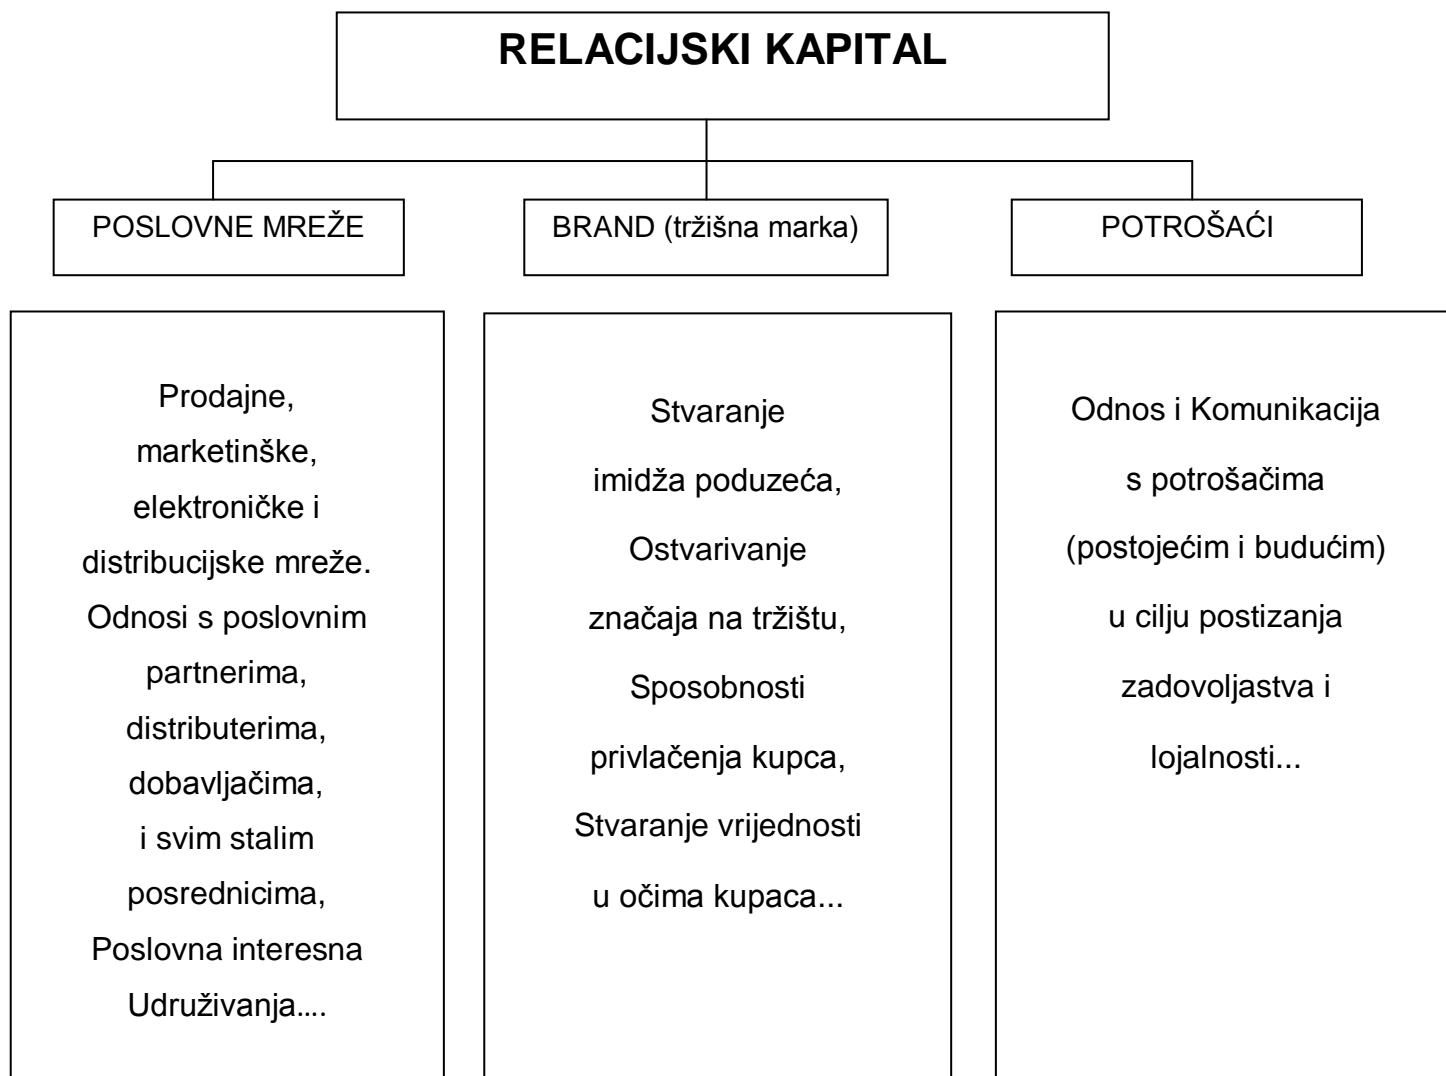 RELACIJSKI KAPITAL
POSLOVNE MREŽE
BRAND (tržišna marka)
POTROŠAĆI
Prodajne,
marketinške,
elektroničke i
distribucijske mreže.
Odnosi s poslovnim
partnerima,
distributerima,
dobavljačima,
i svim stalim
posrednicima,
Poslovna interesna
Udruživanja....
Stvaranje
imidža poduzeća,
Ostvarivanje
značaja na tržištu,
Sposobnosti
privlačenja kupca,
Stvaranje vrijednosti
u očima kupaca...
Odnos i Komunikacija
s potrošačima
(postojećim i budućim)
u cilju postizanja
zadovoljastva i
lojalnosti...